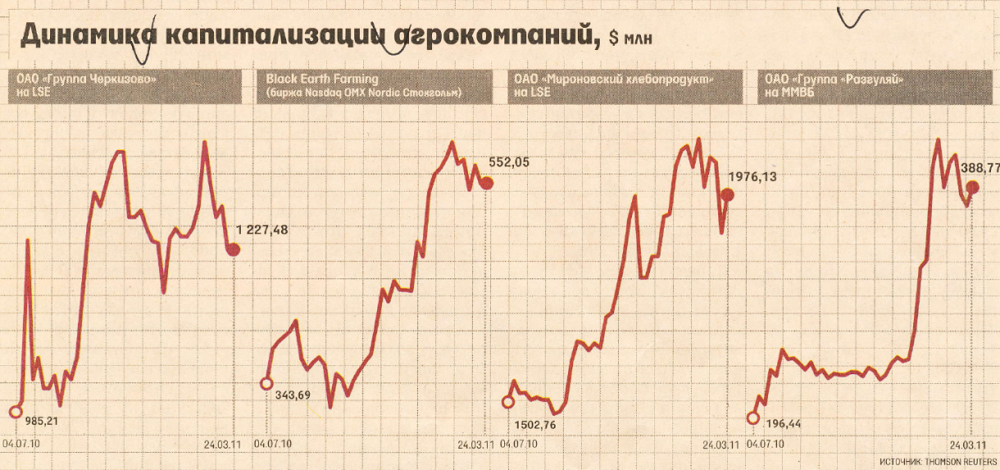 Динамика капитализации агрокомпаний, $ млн
ОАО «Группа Черкизово»
на LSE
Black Earth Farming
(биржа Nasdaq OMX Nordic Стокгольм)
ОАО «Мироновский хлебопродукт»
на LSE
ОАО «Группа «Разгуляй»
на ММВБ
1 227,48
985,21
552,05
343,69
1976,13
1502,76
388,77
196,44
04.07.10 24.03.11
04.07.10 24.03.11
04.07.10 24.03.11
04.07.10 24.03.11
ИСТОЧНИК: THOMSON REUTERS